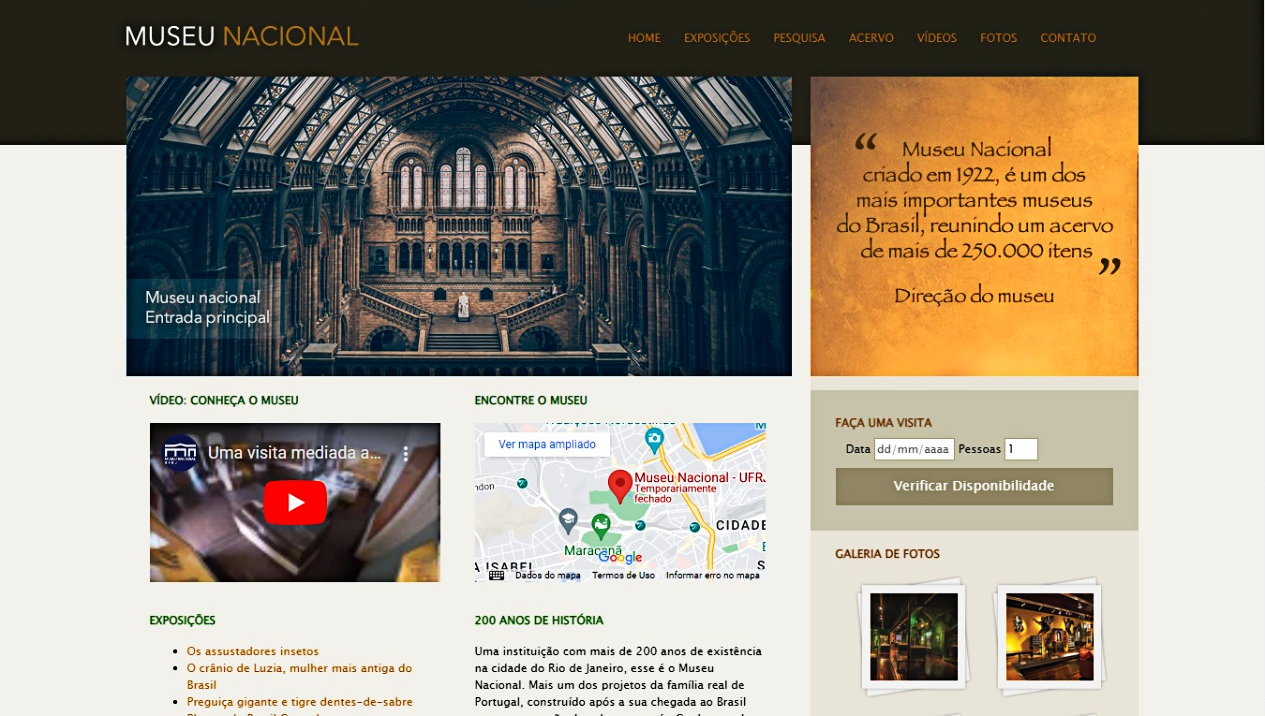 MUSEU NACIONAL
HOME EXPOSIÇÕES PESQUISA ACERVO VÍDEOS FOTOS CONTATO
Museu nacional
Entrada principal
“ Museu Nacional
criado em 1922, é um dos
mais importantes museus
do Brasil, reunindo um acervo
de mais de 250.000 itens ”
Direção do museu
VÍDEO: CONHEÇA O MUSEU
Uma visita mediada a...
ENCONTRE O MUSEU
Ver mapa ampliado
Museu Nacional - UFRJ
Temporariamente
fechado
CIDADE
Maracanã
Google
A ISABEL
Dados do mapa Termos de Uso Informar erro no mapa
FAÇA UMA VISITA
Data dd/mm/aaaa Pessoas 1
Verificar Disponibilidade
GALERIA DE FOTOS
EXPOSIÇÕES
Os assustadores insetos
O crânio de Luzia, mulher mais antiga do
Brasil
Preguiça gigante e tigre dentes-de-sabre
200 ANOS DE HISTÓRIA
Uma instituição com mais de 200 anos de existência
na cidade do Rio de Janeiro, esse é o Museu
Nacional. Mais um dos projetos da família real de
Portugal, construído após a sua chegada ao Brasil